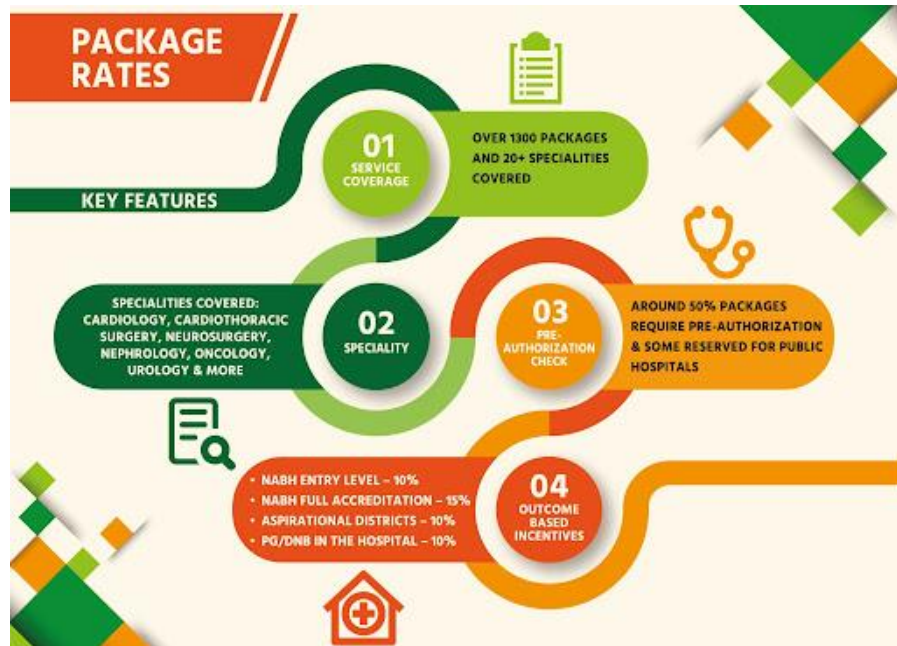 PACKAGE
RATES
KEY FEATURES
01
SERVICE
COVERAGE
OVER 1300 PACKAGES
AND 20+ SPECIALITIES
COVERED
SPECIALITIES COVERED:
CARDIOLOGY, CARDIOTHORACIC
SURGERY, NEUROSURGERY,
NEPHROLOGY, ONCOLOGY,
UROLOGY & MORE
02
SPECIALITY
03
PRE-
AUTHORIZATION
CHECK
AROUND 50% PACKAGES
REQUIRE PRE-AUTHORIZATION
& SOME RESERVED FOR PUBLIC
HOSPITALS
• NABH ENTRY LEVEL – 10%
• NABH FULL ACCREDITATION – 15%
• ASPIRATIONAL DISTRICTS – 10%
• PG/DNB IN THE HOSPITAL – 10%
04
OUTCOME
BASED
INCENTIVES